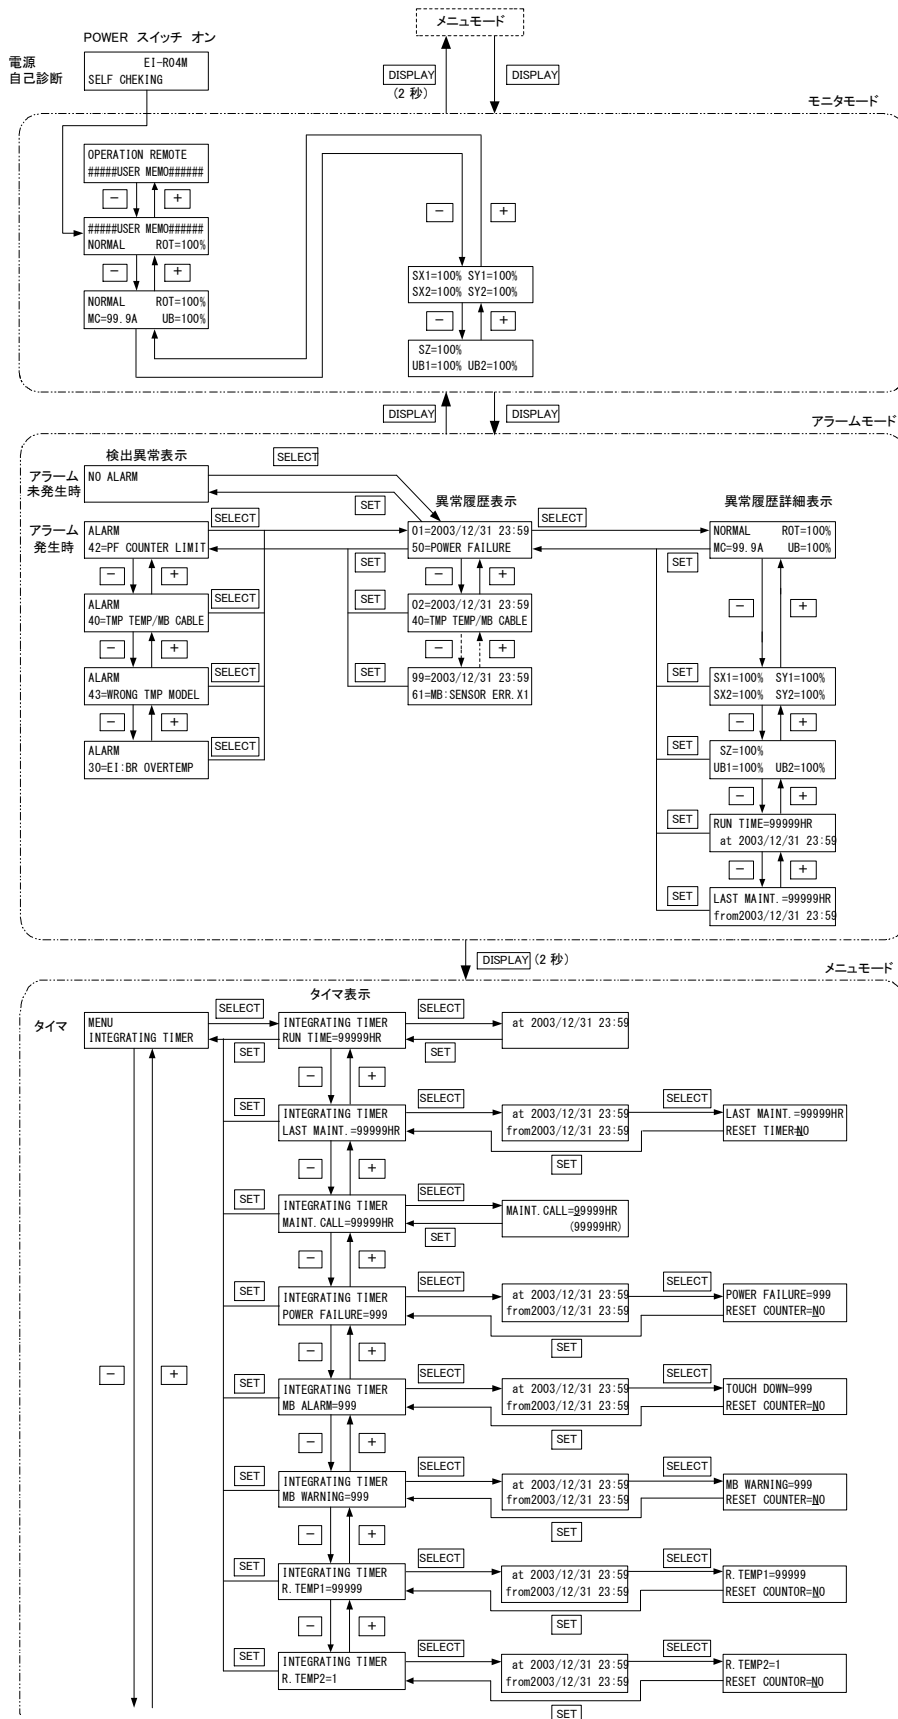 メニュモード
POWER スイッチ オン
電源
自己診断
EI-R04M
SELF CHEKING
DISPLAY
(2 秒)
DISPLAY
モニタモード
OPERATION REMOTE
#####USER MEMO######
−
+
#####USER MEMO######
NORMAL ROT=100%
−
+
NORMAL ROT=100%
MC=99.9A UB=100%
−
+
SX1=100% SY1=100%
SX2=100% SY2=100%
−
+
SZ=100%
UB1=100% UB2=100%
DISPLAY
DISPLAY
アラームモード
検出異常表示
アラーム
未発生時
NO ALARM
SELECT
SET
異常履歴表示
異常履歴詳細表示
アラーム
発生時
ALARM
42=PF COUNTER LIMIT
SELECT
01=2003/12/31 23:59
50=POWER FAILURE
SET
SELECT
NORMAL ROT=100%
MC=99.9A UB=100%
SET
−
+
−
+
−
+
ALARM
40=TMP TEMP/MB CABLE
SELECT
SET
02=2003/12/31 23:59
40=TMP TEMP/MB CABLE
−
+
−
+
ALARM
43=WRONG TMP MODEL
SELECT
SET
99=2003/12/31 23:59
61=MB:SENSOR ERR.X1
SET
SX1=100% SY1=100%
SX2=100% SY2=100%
−
+
−
+
ALARM
30=EI:BR OVERTEMP
SELECT
SET
SZ=100%
UB1=100% UB2=100%
−
+
SET
RUN TIME=99999HR
at 2003/12/31 23:59
−
+
SET
LAST MAINT.=99999HR
from2003/12/31 23:59
DISPLAY (2 秒)
メニュモード
タイマ表示
タイマ
MENU
INTEGRATING TIMER
SELECT
SET
INTEGRATING TIMER
RUN TIME=99999HR
SELECT
SET
at 2003/12/31 23:59
−
+
SET
INTEGRATING TIMER
LAST MAINT.=99999HR
SELECT
at 2003/12/31 23:59
from2003/12/31 23:59
SELECT
LAST MAINT.=99999HR
RESET TIMER=NO
SET
−
+
SET
INTEGRATING TIMER
MAINT.CALL=99999HR
SELECT
SET
MAINT.CALL=99999HR
(99999HR)
−
+
SET
INTEGRATING TIMER
POWER FAILURE=999
SELECT
at 2003/12/31 23:59
from2003/12/31 23:59
SELECT
POWER FAILURE=999
RESET COUNTER=NO
SET
−
+
−
+
SET
INTEGRATING TIMER
MB ALARM=999
SELECT
at 2003/12/31 23:59
from2003/12/31 23:59
SELECT
TOUCH DOWN=999
RESET COUNTER=NO
SET
−
+
SET
INTEGRATING TIMER
MB WARNING=999
SELECT
at 2003/12/31 23:59
from2003/12/31 23:59
SELECT
MB WARNING=999
RESET COUNTER=NO
SET
−
+
SET
INTEGRATING TIMER
R.TEMP1=99999
SELECT
at 2003/12/31 23:59
from2003/12/31 23:59
SELECT
R.TEMP1=99999
RESET COUNTOR=NO
SET
−
+
SET
INTEGRATING TIMER
R.TEMP2=1
SELECT
at 2003/12/31 23:59
from2003/12/31 23:59
SELECT
R.TEMP2=1
RESET COUNTOR=NO
SET